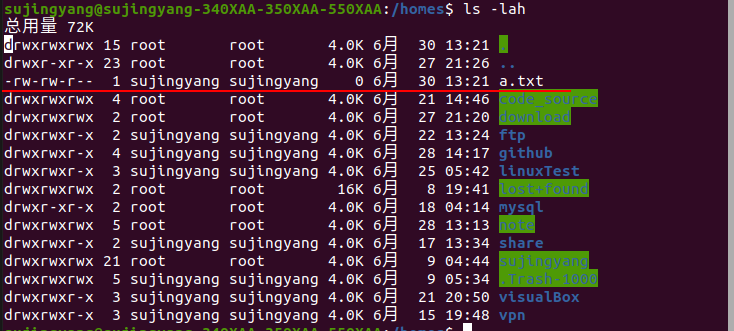 sujingyang@sujingyang-340XAA-350XAA-550XAA:/homes$ ls -lah
总用量 72K
drwxrwxrwx 15 root       root       4.0K 6月  30 13:21 .
drwxr-xr-x 23 root       root       4.0K 6月  27 21:26 ..
-rw-rw-r--  1 sujingyang sujingyang    0 6月  30 13:21 a.txt
drwxrwxrwx  4 root       root       4.0K 6月  21 14:46 code_source
drwxrwxrwx  2 root       root       4.0K 6月  27 21:20 download
drwxrwxr-x  2 sujingyang sujingyang 4.0K 6月  22 13:24 ftp
drwxrwxr-x  4 sujingyang sujingyang 4.0K 6月  28 14:17 github
drwxrwxr-x  3 sujingyang sujingyang 4.0K 6月  25 05:42 linuxTest
drwxrwxrwx  2 root       root        16K 6月   8 19:41 lost+found
drwxrwxr-x  2 root       root       4.0K 6月  18 04:14 mysql
drwxrwxrwx  5 root       root       4.0K 6月  28 13:13 note
drwxrwxr-x  2 sujingyang sujingyang 4.0K 6月  17 13:34 share
drwxrwxrwx 21 root       root       4.0K 6月   9 04:44 sujingyang
drwxrwxrwx  5 sujingyang sujingyang 4.0K 6月   9 05:34 .Trash-1000
drwxrwxr-x  3 sujingyang sujingyang 4.0K 6月  21 20:50 visualBox
drwxrwxr-x  3 sujingyang sujingyang 4.0K 6月  15 19:48 vpn
sujingyang@sujingyang-340XAA-350XAA-550XAA:/homes$